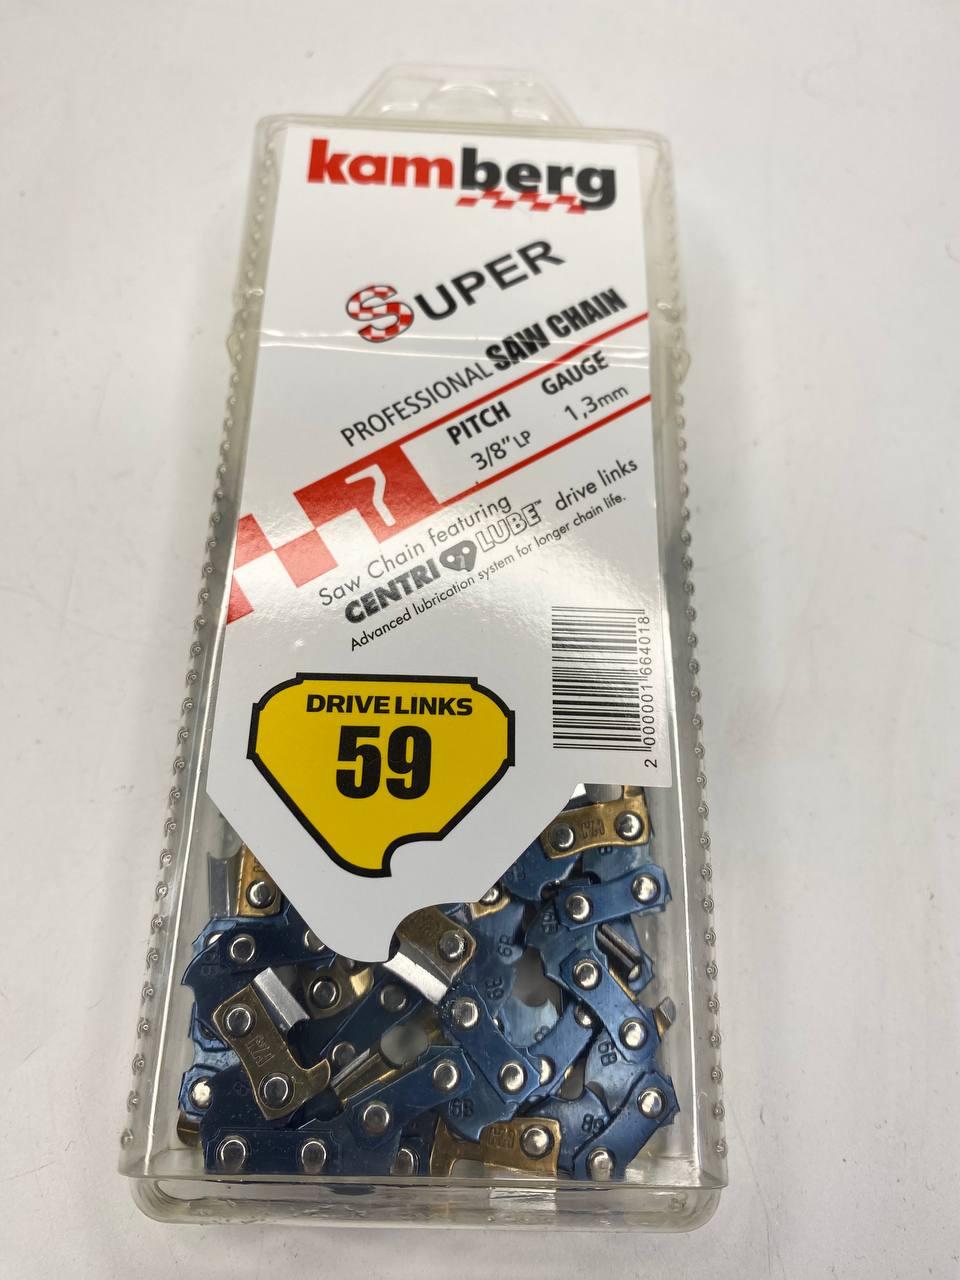 kamberg
SUPER
PROFESSIONAL SAW CHAIN
PITCH GAUGE
3/8" LP 1,3mm
7
Saw Chain featuring
CENTRI LUBE™ drive links
Advanced lubrication system for longer chain life.
2 000001 664018
DRIVE LINKS
59